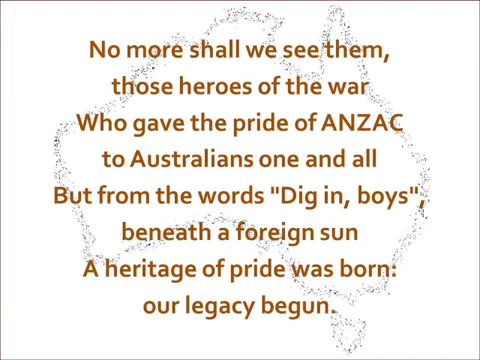 No more shall we see them,
those heroes of the war
Who gave the pride of ANZAC
to Australians one and all
But from the words "Dig in, boys",
beneath a foreign sun
A heritage of pride was born:
our legacy begun.